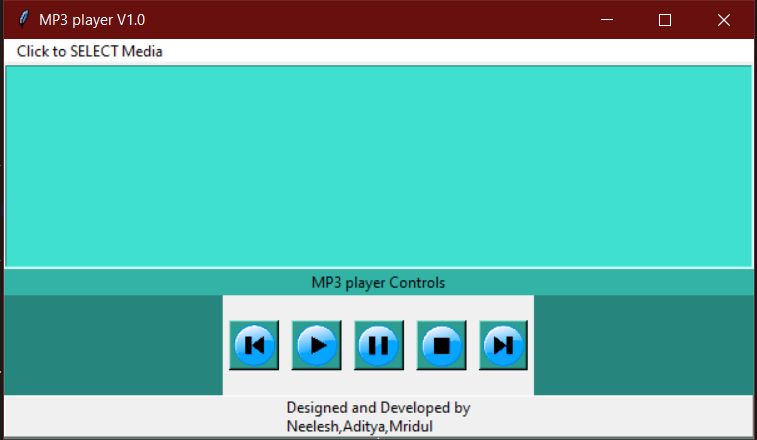 MP3 player V1.0
Click to SELECT Media
MP3 player Controls
Designed and Developed by
Neelesh,Aditya,Mridul